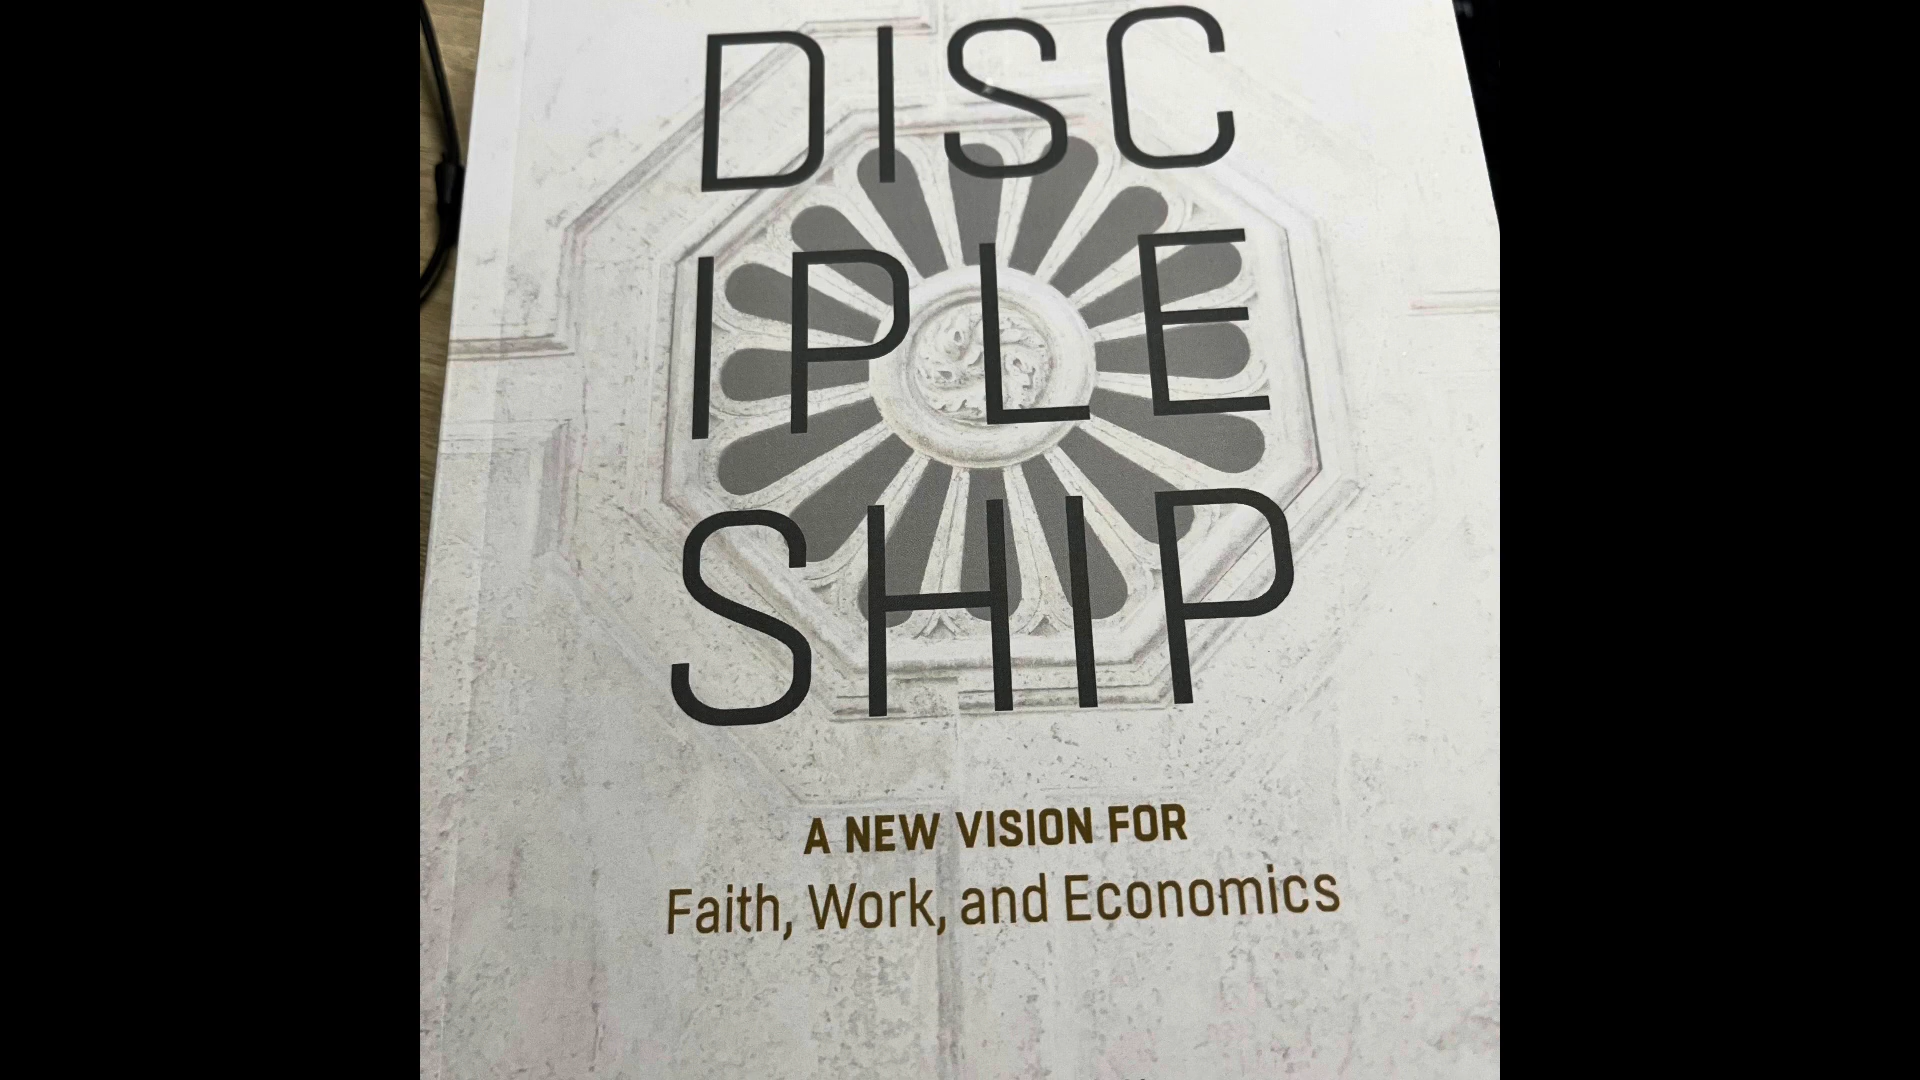 DISC
IPLE
SHIP
A NEW VISION FOR
Faith, Work, and Economics